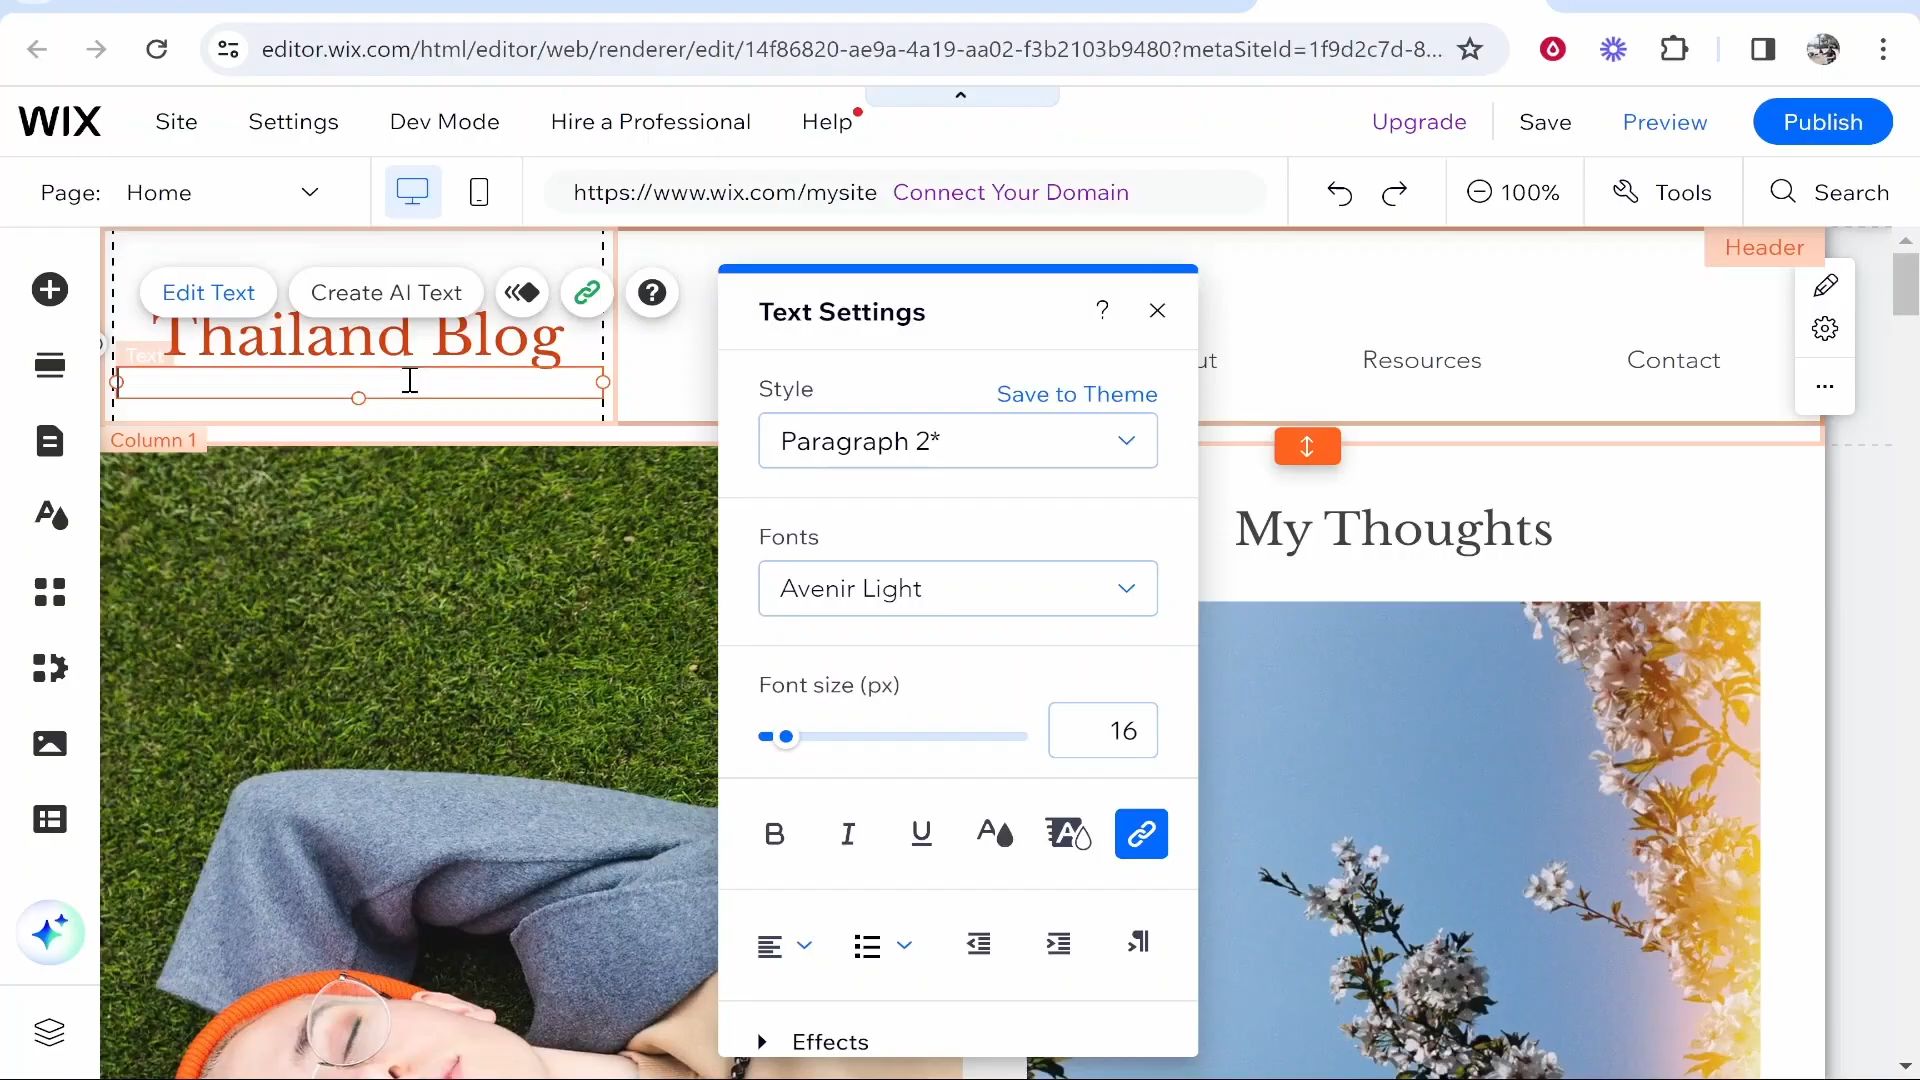 editor.wix.com/html/editor/web/renderer/edit/14f86820-ae9a-4a19-aa02-f3b2103b9480?metaSiteId=1f9d2c7d-8...
WIX Site Settings Dev Mode Hire a Professional Help Upgrade Save Preview Publish
Page: Home https://www.wix.com/mysite Connect Your Domain 100% Tools Search
Header
Edit Text Create AI Text
Thailand Blog
Text
Column 1
Text Settings
Style Save to Theme
Paragraph 2*
Fonts
Avenir Light
Font size (px)
16
B I U A A
Effects
ut Resources Contact
My Thoughts